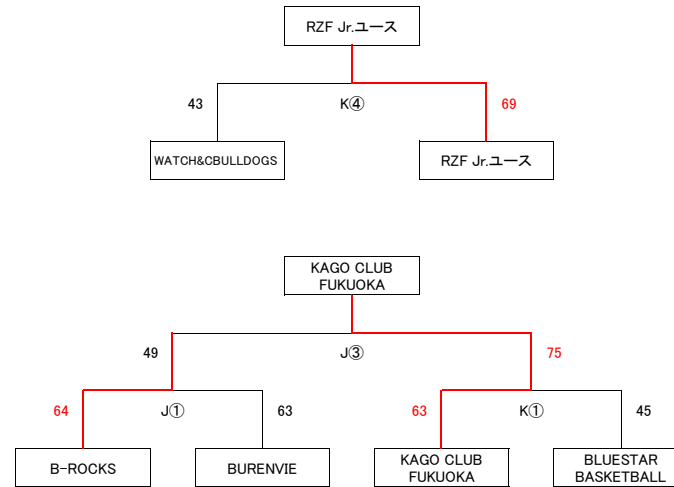 RZF Jr.ユース
43
K④
69
WATCH&CBULLDOGS
RZF Jr.ユース
KAGO CLUB
FUKUOKA
49
J③
75
64
J①
63
63
K①
45
B-ROCKS
BURENVIE
KAGO CLUB
FUKUOKA
BLUESTAR
BASKETBALL